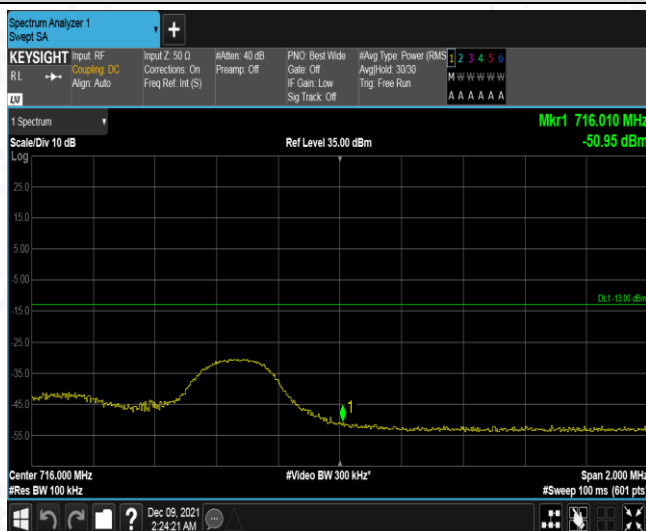 Spectrum Analyzer 1
Swept SA
+
KEYSIGHT Input: RF Input Z: 50 Ω #Atten: 40 dB PNO: Best Wide #Avg Type: Power (RMS 1 2 3 4 5 6
RL Coupling: DC Corrections: On Preamp: Off Gate: Off Avg|Hold: 30/30 M W W W W W
Align: Auto Freq Ref: Int (S) IF Gain: Low Trig: Free Run
Sig Track: Off A A A A A A
LXI
1 Spectrum Mkr1 716.010 MHz
Scale/Div 10 dB Ref Level 35.00 dBm -50.95 dBm
Log
25.0
15.0
5.00
-5.00
DL1 -13.00 dBm
-15.0
-25.0
-35.0
-45.0
1
-55.0
Center 716.000 MHz #Video BW 300 kHz* Span 2.000 MHz
#Res BW 100 kHz #Sweep 100 ms (601 pts)
? Dec 09, 2021
2:24:21 AM